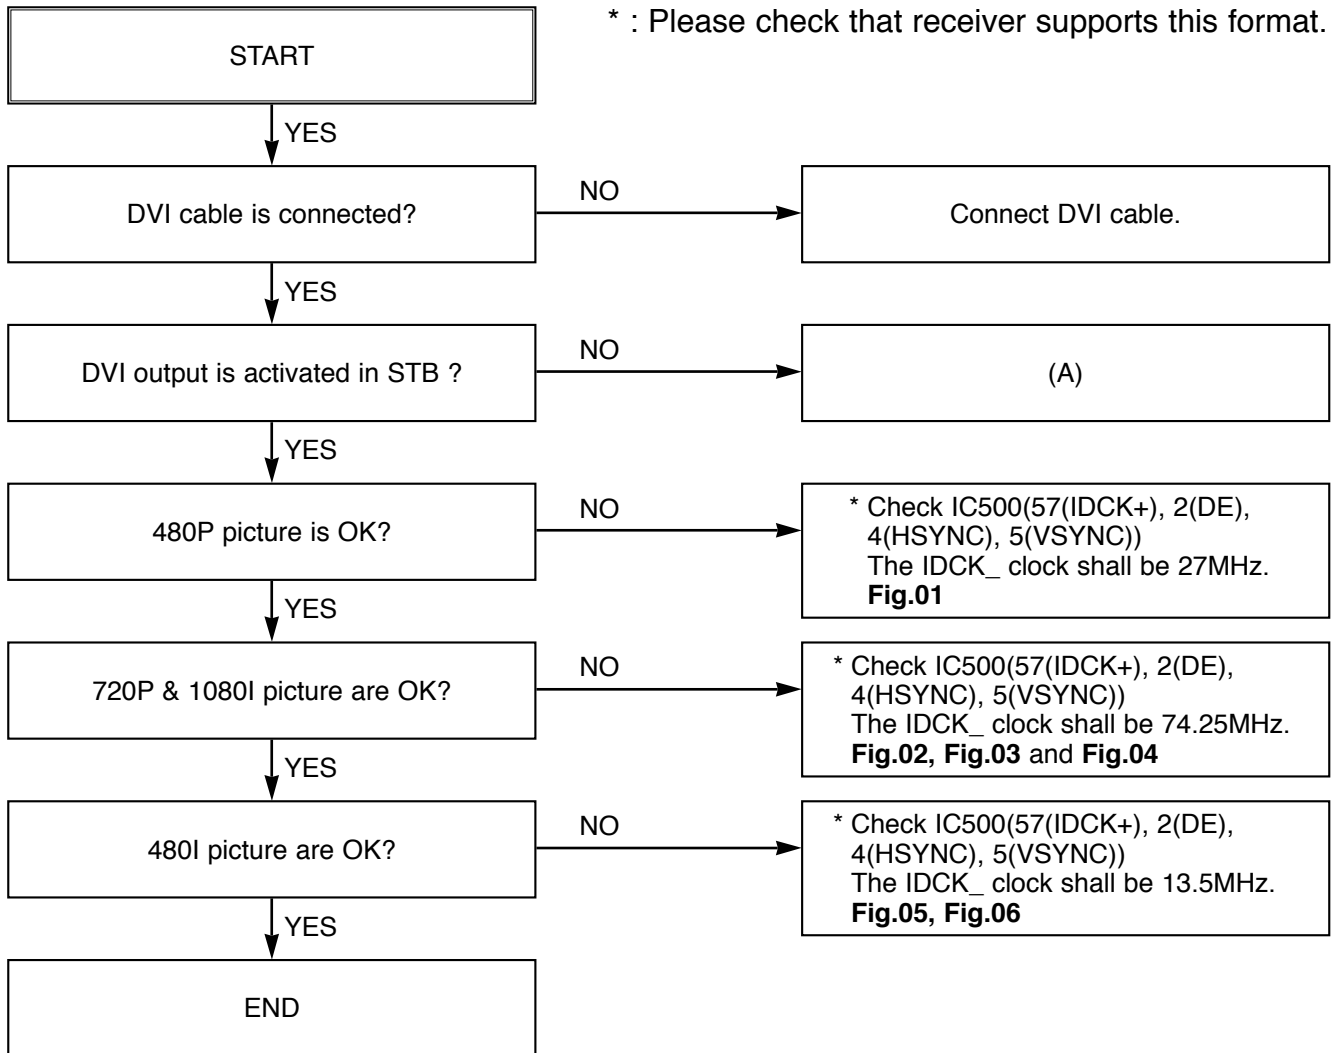 * : Please check that receiver supports this format.
START
YES
DVI cable is connected?
NO
Connect DVI cable.
YES
DVI output is activated in STB ?
NO
(A)
YES
480P picture is OK?
NO
* Check IC500(57(IDCK+), 2(DE),
4(HSYNC), 5(VSYNC))
The IDCK_ clock shall be 27MHz.
Fig.01
YES
720P & 1080I picture are OK?
NO
* Check IC500(57(IDCK+), 2(DE),
4(HSYNC), 5(VSYNC))
The IDCK_ clock shall be 74.25MHz.
Fig.02, Fig.03 and Fig.04
YES
480I picture are OK?
NO
* Check IC500(57(IDCK+), 2(DE),
4(HSYNC), 5(VSYNC))
The IDCK_ clock shall be 13.5MHz.
Fig.05, Fig.06
YES
END